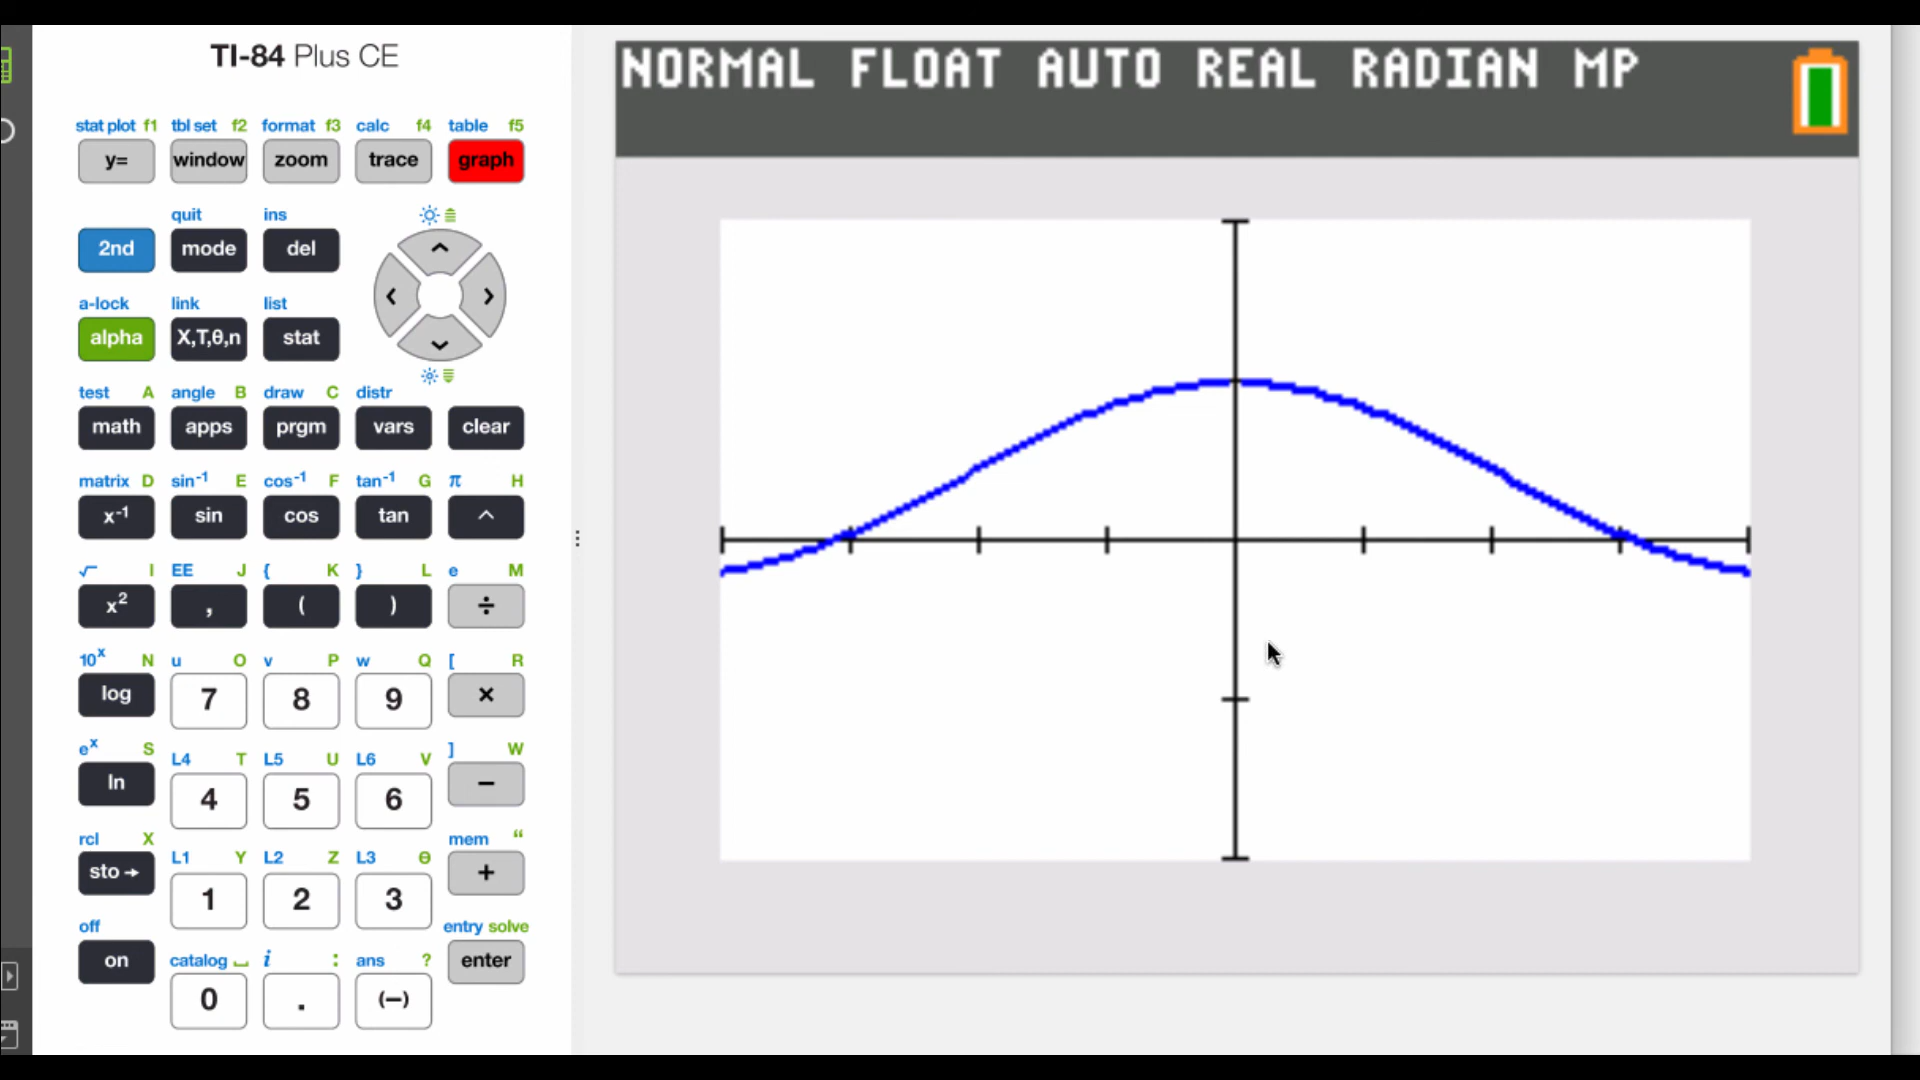 TI-84 Plus CE
NORMAL FLOAT AUTO REAL RADIAN MP
stat plot f1 tbl set f2 format f3 calc f4 table f5
y= window zoom trace graph
quit ins
2nd mode del
a-lock link list
alpha X,T,θ,n stat
test A angle B draw C distr
math apps prgm vars clear
matrix D sin⁻¹ E cos⁻¹ F tan⁻¹ G π H
x⁻¹ sin cos tan ^
√ I EE J { K } L e M
x² , ( ) ÷
10ˣ N u O v P w Q [ R
log 7 8 9 ×
eˣ S L4 T L5 U L6 V ] W
ln 4 5 6 −
rcl X L1 Y L2 Z L3 θ mem “
sto→ 1 2 3 +
off catalog ⎵ i : ans ? entry solve
on 0 . (−) enter